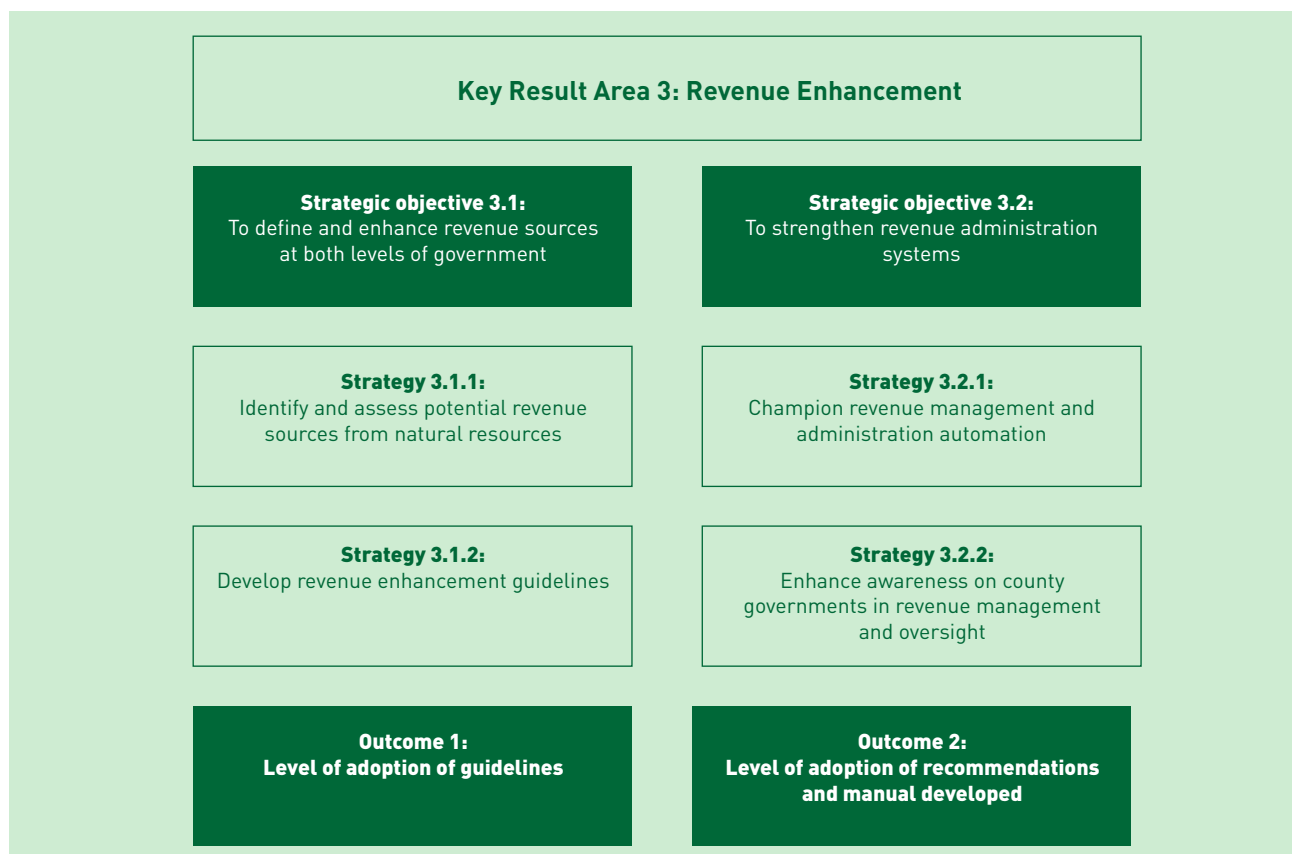 Key Result Area 3: Revenue Enhancement
Strategic objective 3.1:
To define and enhance revenue sources
at both levels of government
Strategic objective 3.2:
To strengthen revenue administration
systems
Strategy 3.1.1:
Identify and assess potential revenue
sources from natural resources
Strategy 3.2.1:
Champion revenue management and
administration automation
Strategy 3.1.2:
Develop revenue enhancement guidelines
Strategy 3.2.2:
Enhance awareness on county
governments in revenue management
and oversight
Outcome 1:
Level of adoption of guidelines
Outcome 2:
Level of adoption of recommendations
and manual developed